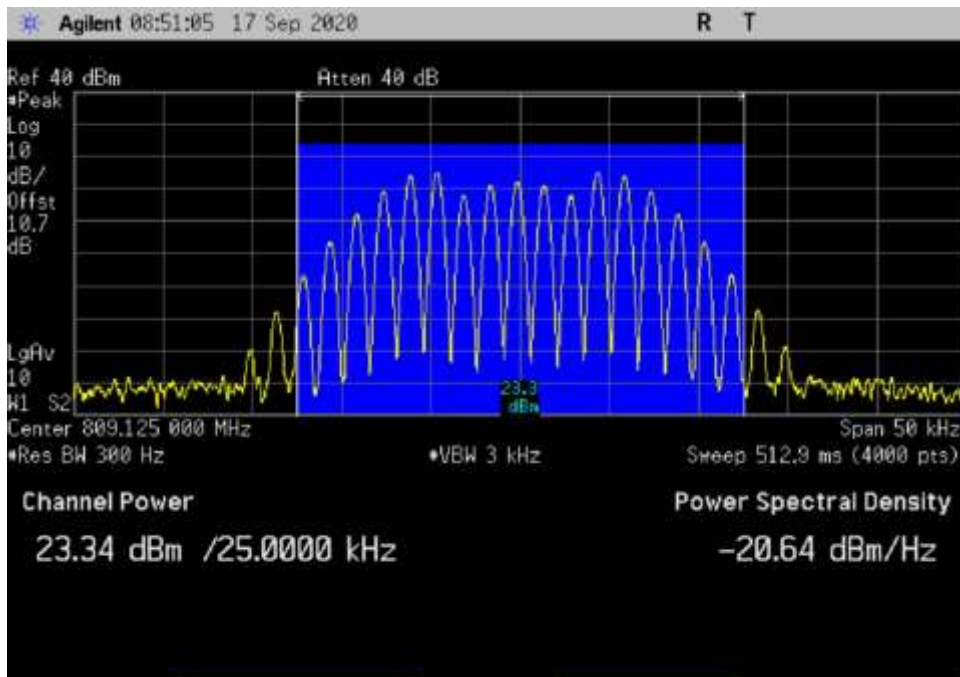 Agilent 08:51:05 17 Sep 2020 R T
Ref 40 dBm Atten 40 dB
#Peak
Log
10
dB/
Offst
10.7
dB
LgAv
10
W1 S2
23.3
dBm
Center 809.125 000 MHz Span 50 kHz
#Res BW 300 Hz #VBW 3 kHz Sweep 512.9 ms (4000 pts)
Channel Power Power Spectral Density
23.34 dBm /25.0000 kHz -20.64 dBm/Hz